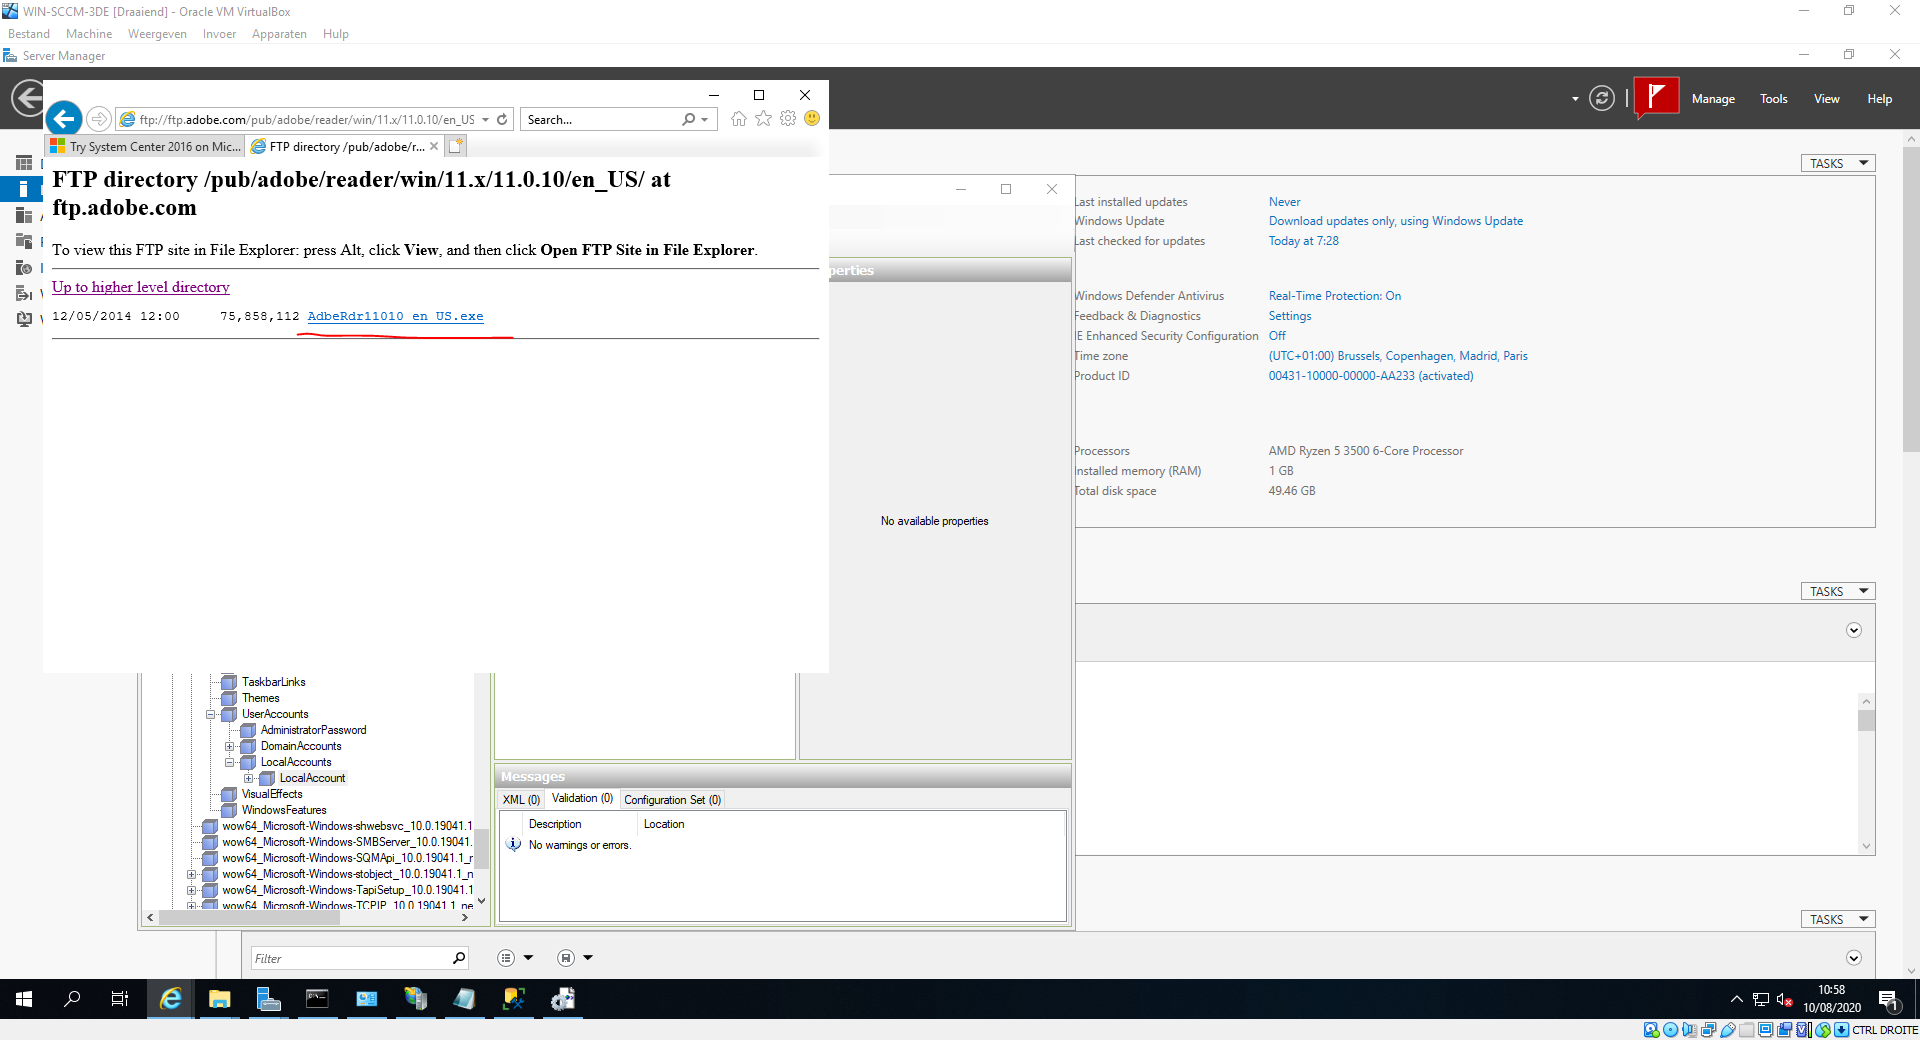 WIN-SCCM-3DE [Draaiend] - Oracle VM VirtualBox
Bestand Machine Weergeven Invoer Apparaten Hulp
Server Manager
Manage Tools View Help
ftp://ftp.adobe.com/pub/adobe/reader/win/11.x/11.0.10/en_US
Search...
Try System Center 2016 on Mic...
FTP directory /pub/adobe/r...
FTP directory /pub/adobe/reader/win/11.x/11.0.10/en_US/ at
ftp.adobe.com
To view this FTP site in File Explorer: press Alt, click View, and then click Open FTP Site in File Explorer.
Up to higher level directory
12/05/2014 12:00 75,858,112 AdbeRdr11010 en US.exe
TASKS
Last installed updates Never
Windows Update Download updates only, using Windows Update
Last checked for updates Today at 7:28
Windows Defender Antivirus Real-Time Protection: On
Feedback & Diagnostics Settings
IE Enhanced Security Configuration Off
Time zone (UTC+01:00) Brussels, Copenhagen, Madrid, Paris
Product ID 00431-10000-00000-AA233 (activated)
Processors AMD Ryzen 5 3500 6-Core Processor
Installed memory (RAM) 1 GB
Total disk space 49.46 GB
perties
No available properties
TASKS
TaskbarLinks
Themes
UserAccounts
AdministratorPassword
DomainAccounts
LocalAccounts
LocalAccount
VisualEffects
WindowsFeatures
wow64_Microsoft-Windows-shwebsvc_10.0.19041.1
wow64_Microsoft-Windows-SMBServer_10.0.19041.
wow64_Microsoft-Windows-SQMApi_10.0.19041.1_n
wow64_Microsoft-Windows-stobject_10.0.19041.1_n
wow64_Microsoft-Windows-TapiSetup_10.0.19041.1
wow64_Microsoft-Windows-TCPIP_10.0.19041.1_ne
Messages
XML (0) Validation (0) Configuration Set (0)
Description Location
No warnings or errors.
TASKS
Filter
10:58
10/08/2020
1
CTRL DROITE